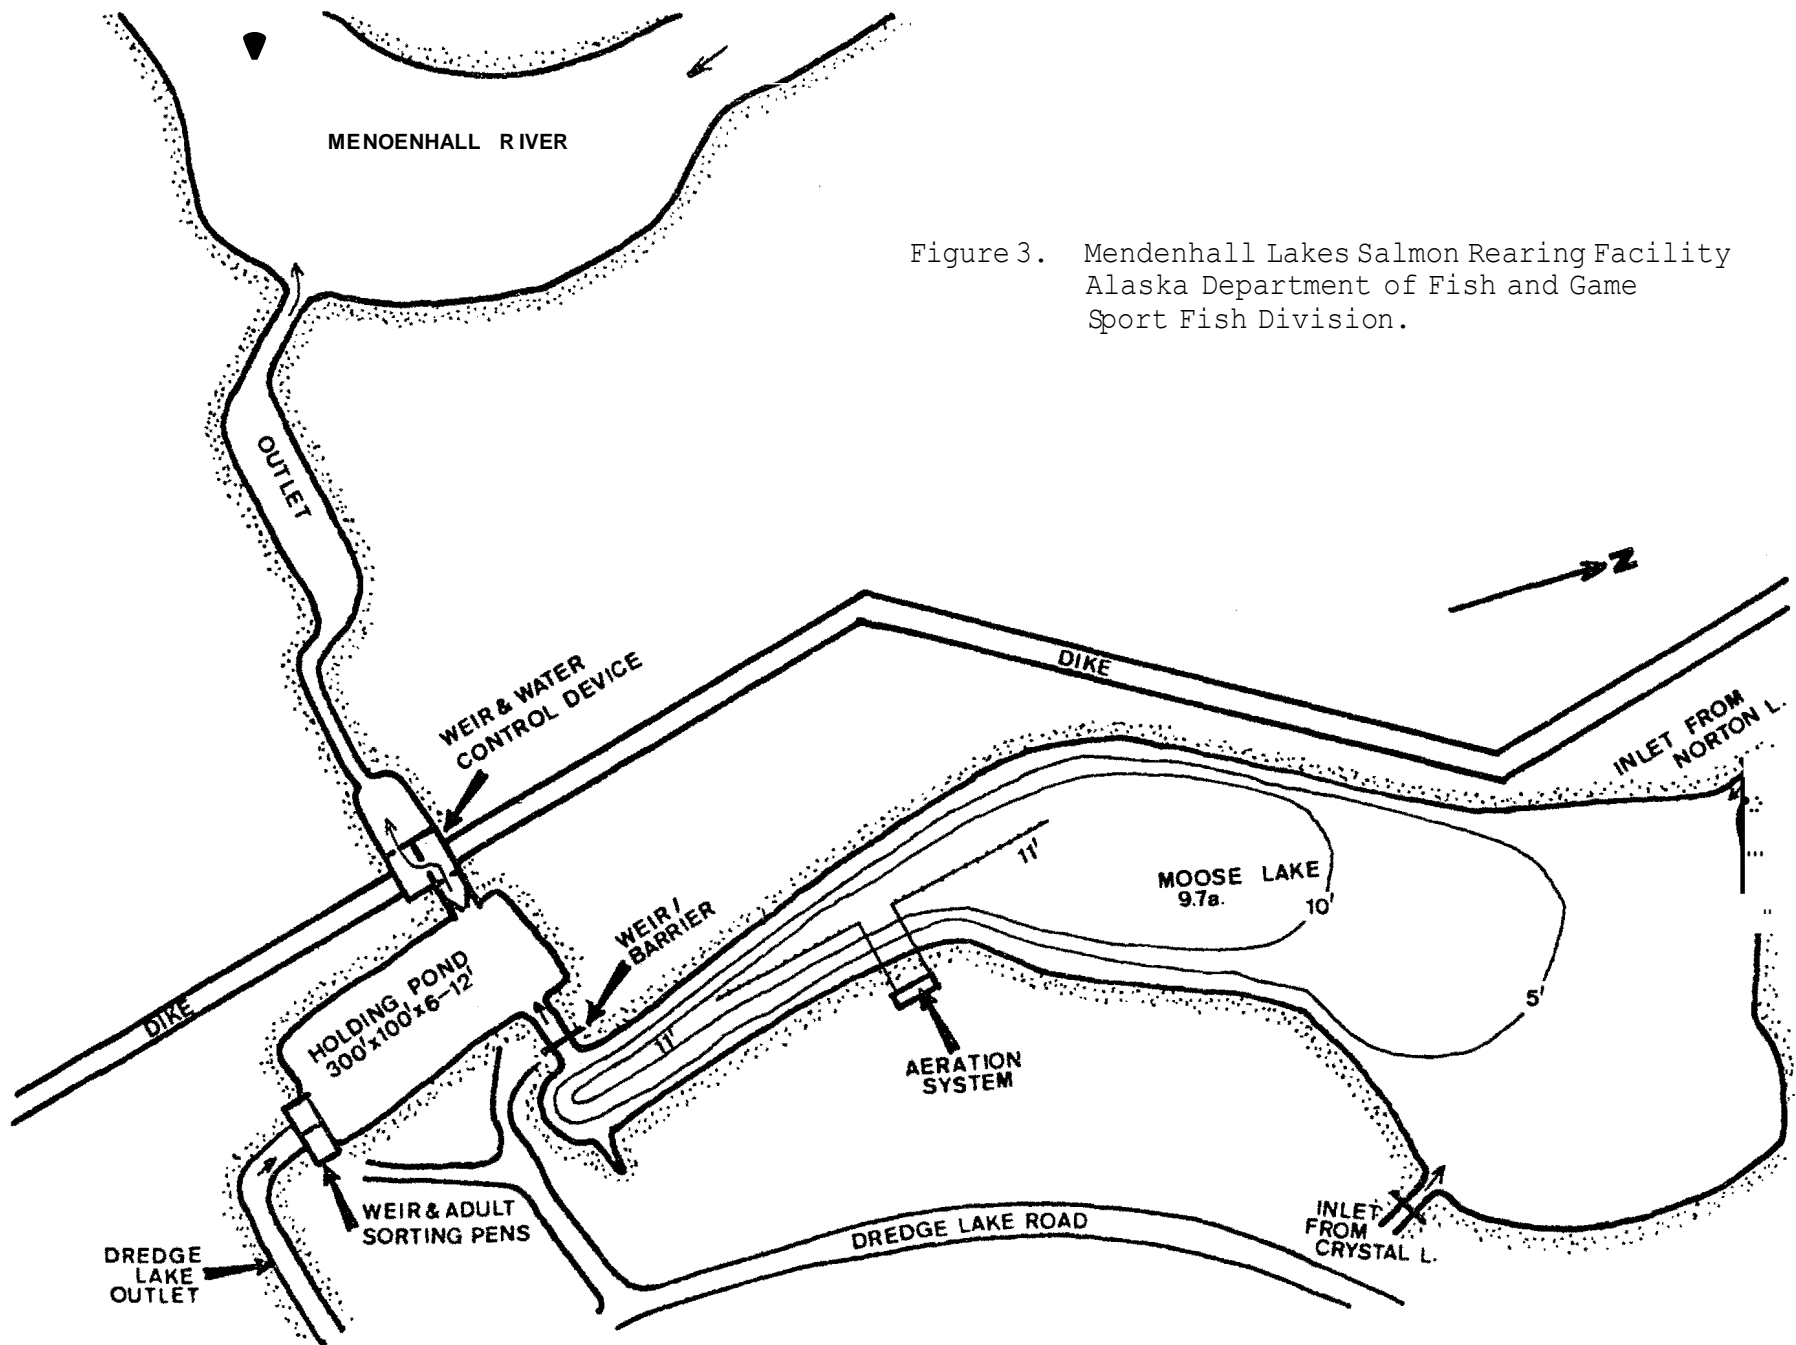 MENOENHALL RIVER
Figure 3. Mendenhall Lakes Salmon Rearing Facility
Alaska Department of Fish and Game
Sport Fish Division.
OUTLET
N
WEIR & WATER
CONTROL DEVICE
DIKE
INLET FROM
NORTON L.
11'
MOOSE LAKE
9.7a.
10'
WEIR /
BARRIER
5'
HOLDING POND
300'x100'x6-12'
DIKE
11'
AERATION
SYSTEM
WEIR & ADULT
SORTING PENS
DREDGE LAKE ROAD
INLET
FROM
CRYSTAL L.
DREDGE
LAKE
OUTLET